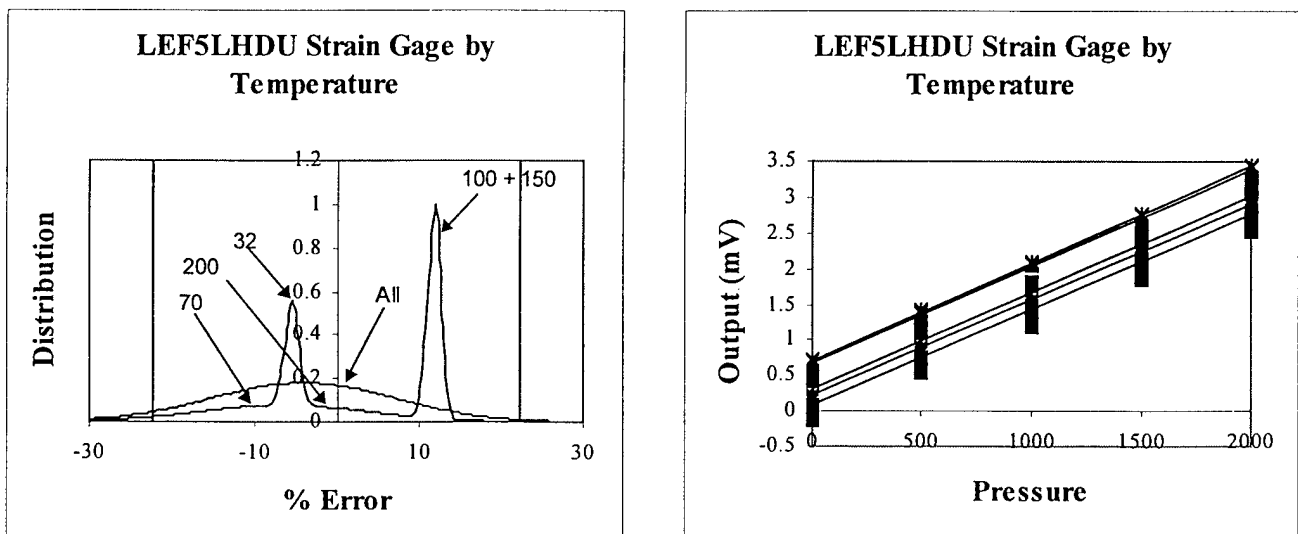 LEF5LHDU Strain Gage by
Temperature
Distribution
1.2
1
0.8
0.6
0.4
0.2
0
100 + 150
32
200
70
All
-30
-10
10
30
% Error
LEF5LHDU Strain Gage by
Temperature
Output (mV)
3.5
3
2.5
2
1.5
1
0.5
0
-0.5
0
500
1000
1500
2000
Pressure